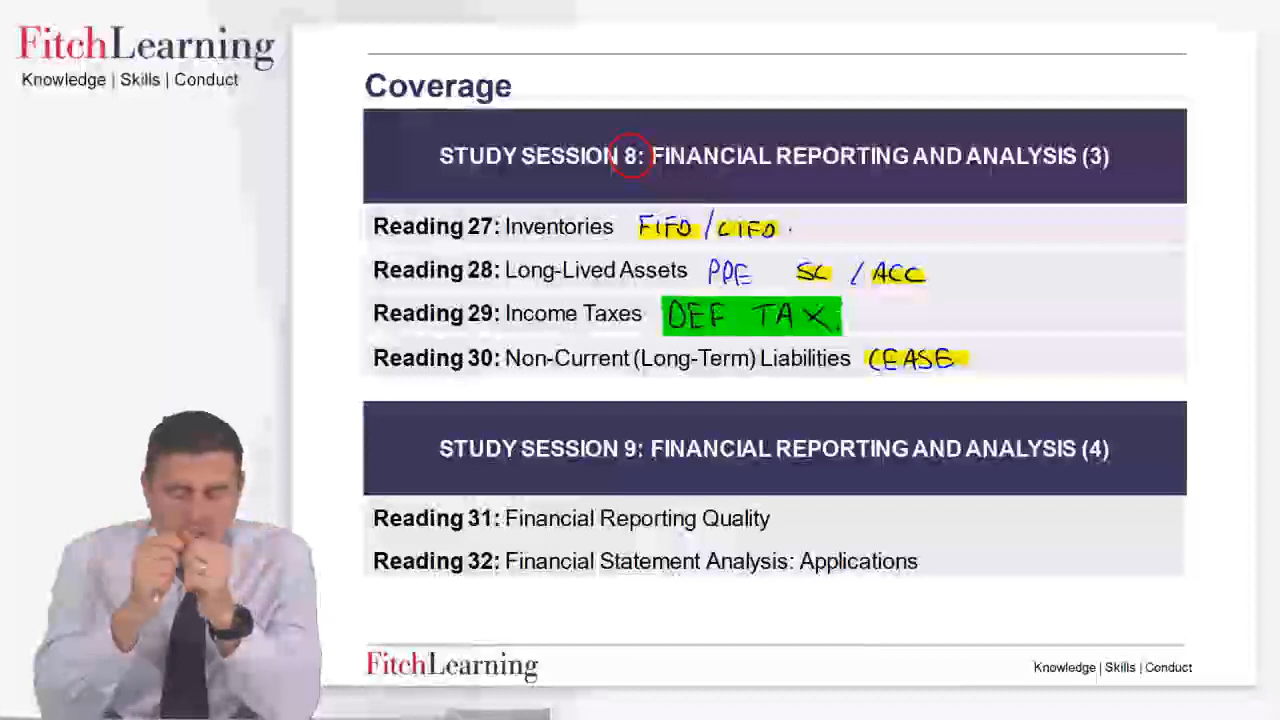 FitchLearning
Knowledge | Skills | Conduct
Coverage
STUDY SESSION 8: FINANCIAL REPORTING AND ANALYSIS (3)
Reading 27: Inventories FIFO / LIFO
Reading 28: Long-Lived Assets PPE SL / ACC
Reading 29: Income Taxes DEF TAX.
Reading 30: Non-Current (Long-Term) Liabilities LEASE
STUDY SESSION 9: FINANCIAL REPORTING AND ANALYSIS (4)
Reading 31: Financial Reporting Quality
Reading 32: Financial Statement Analysis: Applications
FitchLearning
Knowledge | Skills | Conduct